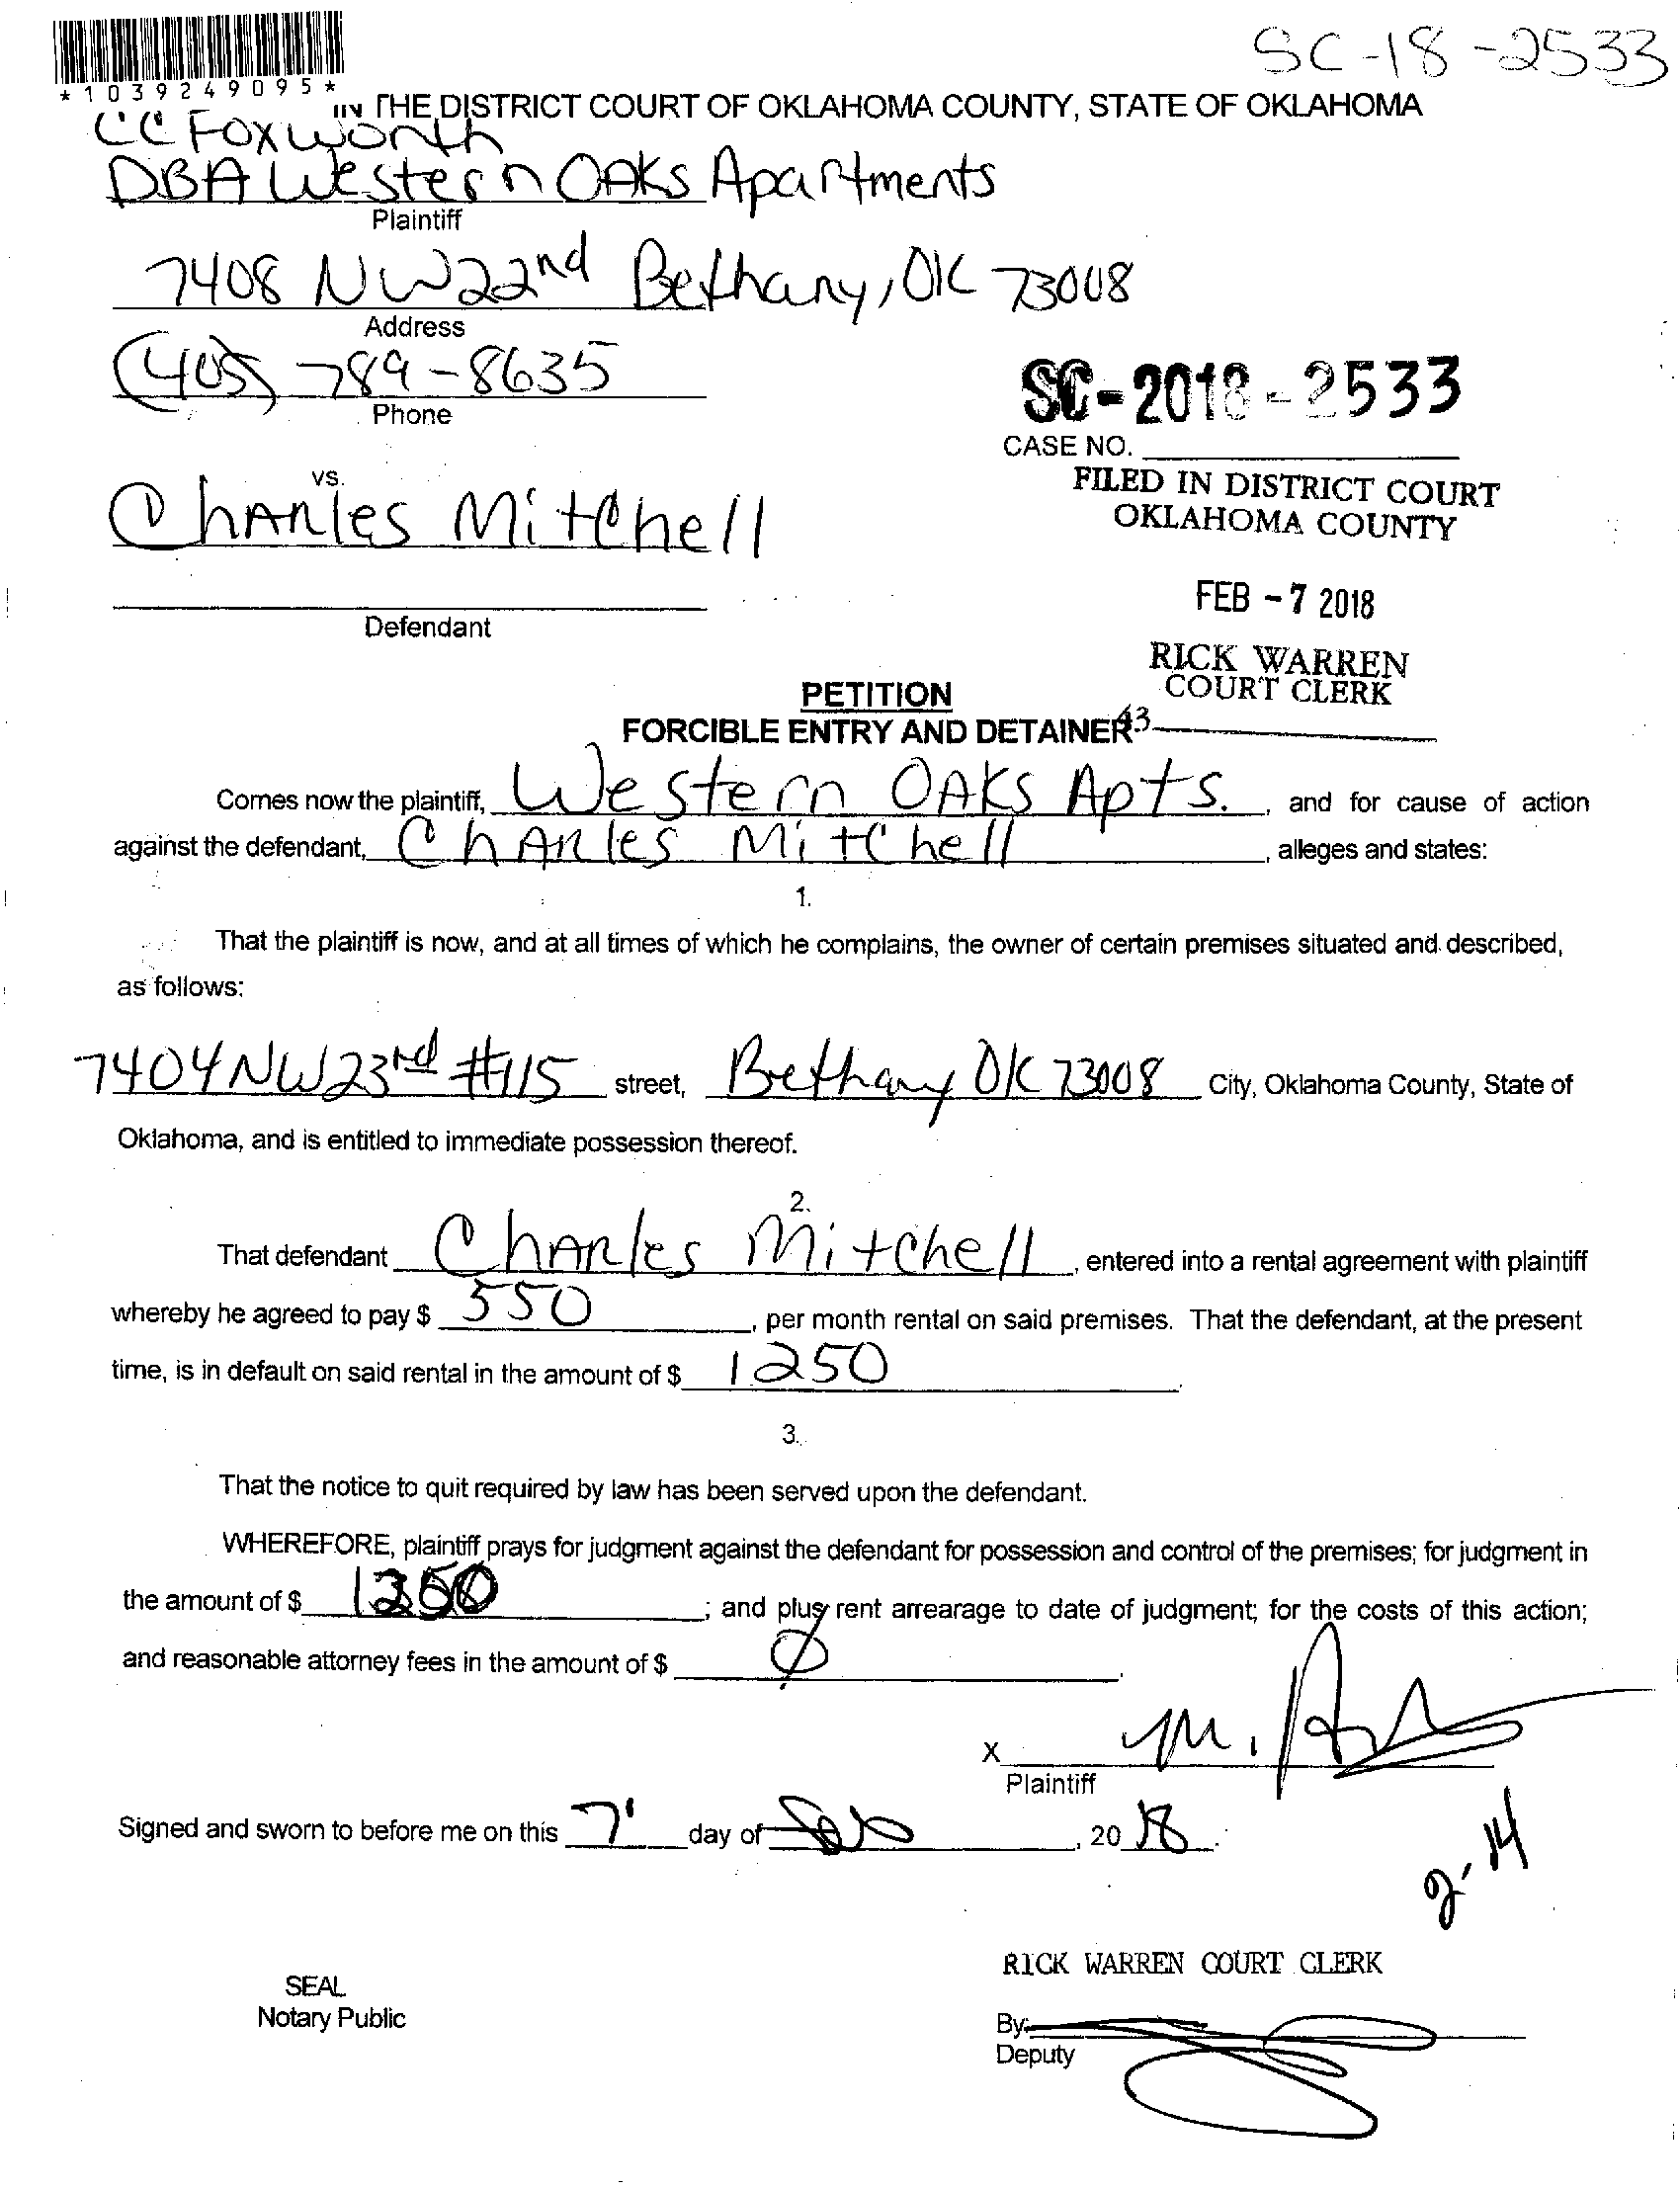 SC-18-2533
*1039249095*
IN THE DISTRICT COURT OF OKLAHOMA COUNTY, STATE OF OKLAHOMA
CC Foxworth
DBA Western OAKs Apartments
Plaintiff
7408 NW 22nd Bethany, OK 73008
Address
(405) 789-8635
Phone
SC-2018-2533
CASE NO.
vs.
FILED IN DISTRICT COURT
OKLAHOMA COUNTY
Charles Mitchell
FEB -7 2018
Defendant
RICK WARREN
COURT CLERK
PETITION
FORCIBLE ENTRY AND DETAINER
43
Comes now the plaintiff, Western OAKs Apts., and for cause of action
against the defendant, Charles Mitchell, alleges and states:
1.
That the plaintiff is now, and at all times of which he complains, the owner of certain premises situated and described,
as follows:
7404 NW 23rd #115 street, Bethany OK 73008 City, Oklahoma County, State of
Oklahoma, and is entitled to immediate possession thereof.
2.
That defendant Charles Mitchell, entered into a rental agreement with plaintiff
whereby he agreed to pay $ 550, per month rental on said premises. That the defendant, at the present
time, is in default on said rental in the amount of $ 1250.
3.
That the notice to quit required by law has been served upon the defendant.
WHEREFORE, plaintiff prays for judgment against the defendant for possession and control of the premises; for judgment in
the amount of $ 1250; and plus rent arrearage to date of judgment; for the costs of this action;
and reasonable attorney fees in the amount of $ Ø.
X M.
Plaintiff
Signed and sworn to before me on this 7 day of Feb, 20 18.
2-14
RICK WARREN COURT CLERK
SEAL
Notary Public
By:
Deputy